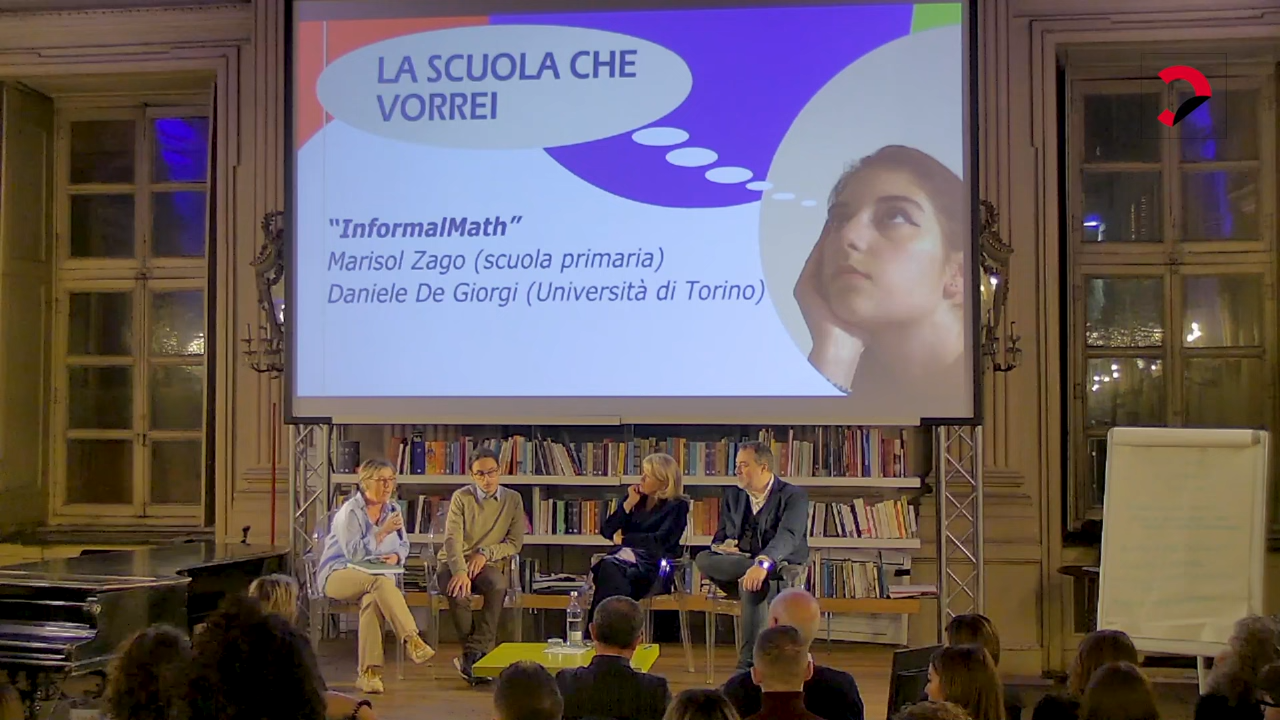 LA SCUOLA CHE
VORREI
“InformalMath”
Marisol Zago (scuola primaria)
Daniele De Giorgi (Università di Torino)